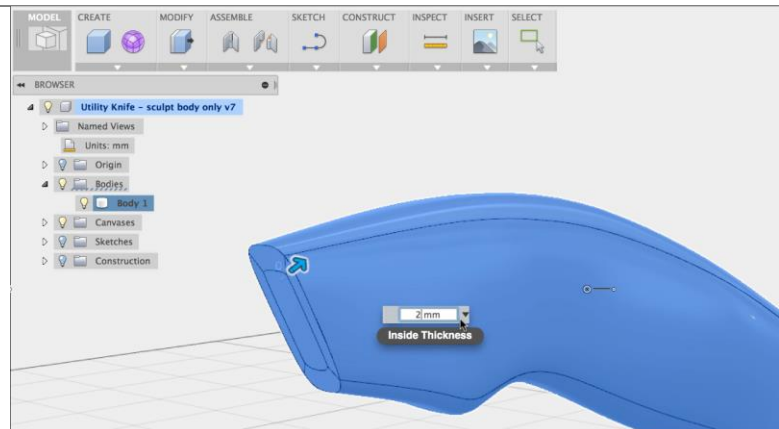 MODEL CREATE MODIFY ASSEMBLE SKETCH CONSTRUCT INSPECT INSERT SELECT
BROWSER
Utility Knife - sculpt body only v7
Named Views
Units: mm
Origin
Bodies
Body 1
Canvases
Sketches
Construction
2 mm
Inside Thickness